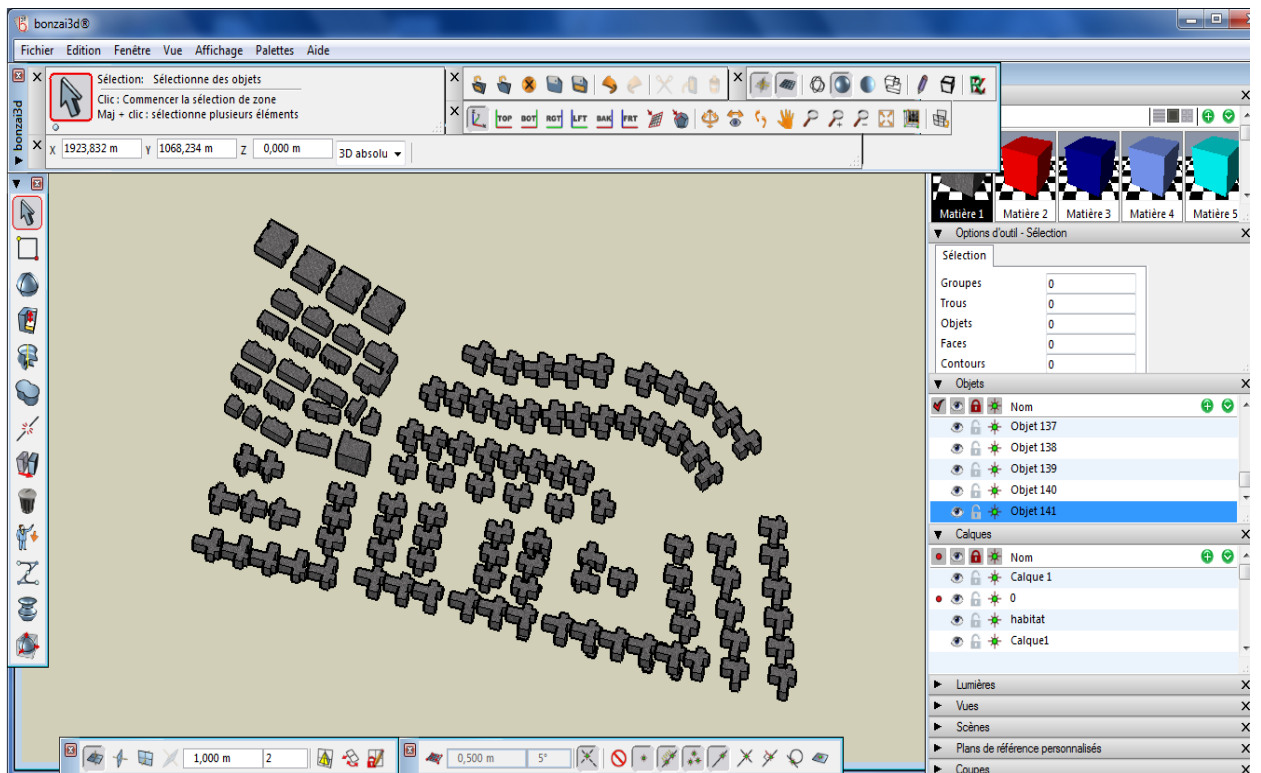 bonzai3d®
Fichier Edition Fenêtre Vue Affichage Palettes Aide
Sélection: Sélectionne des objets
Clic : Commencer la sélection de zone
Maj + clic : sélectionne plusieurs éléments
bonzai3d
TOP BOT RGT LFT BAK FRT
X 1923,832 m Y 1068,234 m Z 0,000 m 3D absolu
Matière 1 Matière 2 Matière 3 Matière 4 Matière 5
Options d'outil - Sélection
Sélection
Groupes 0
Trous 0
Objets 0
Faces 0
Contours 0
Objets
Nom
Objet 137
Objet 138
Objet 139
Objet 140
Objet 141
Calques
Nom
Calque 1
0
habitat
Calque1
Lumières
Vues
Scènes
Plans de référence personnalisés
Coupes
1,000 m 2 0,500 m 5°